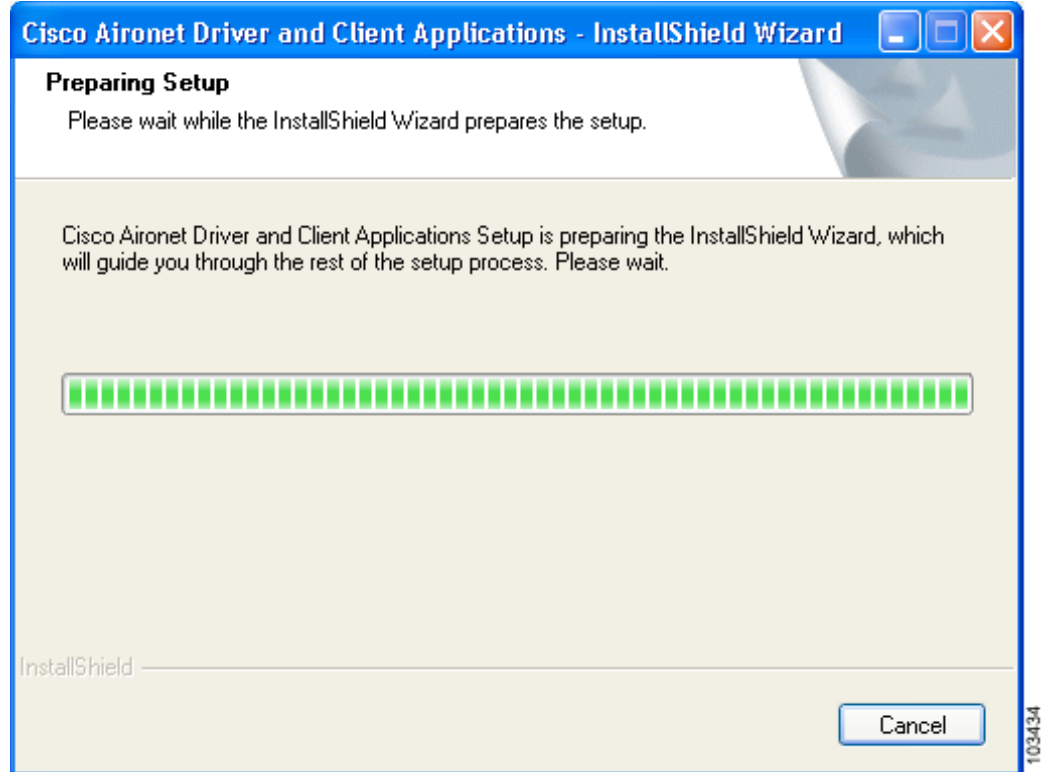 Cisco Aironet Driver and Client Applications - InstallShield Wizard
Preparing Setup
Please wait while the InstallShield Wizard prepares the setup.
Cisco Aironet Driver and Client Applications Setup is preparing the InstallShield Wizard, which
will guide you through the rest of the setup process. Please wait.
InstallShield
Cancel
103434